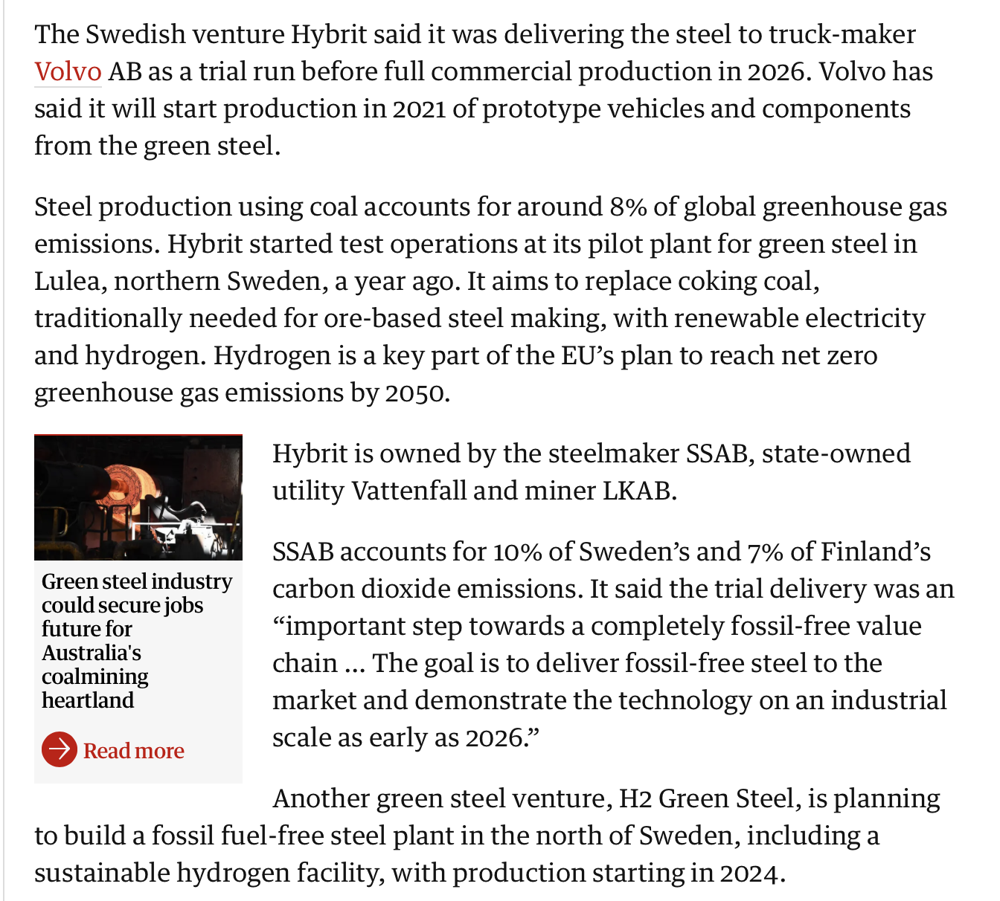 The Swedish venture Hybrit said it was delivering the steel to truck-maker
Volvo AB as a trial run before full commercial production in 2026. Volvo has
said it will start production in 2021 of prototype vehicles and components
from the green steel.
Steel production using coal accounts for around 8% of global greenhouse gas
emissions. Hybrit started test operations at its pilot plant for green steel in
Lulea, northern Sweden, a year ago. It aims to replace coking coal,
traditionally needed for ore-based steel making, with renewable electricity
and hydrogen. Hydrogen is a key part of the EU’s plan to reach net zero
greenhouse gas emissions by 2050.
Green steel industry
could secure jobs
future for
Australia's
coalmining
heartland
Read more
Hybrit is owned by the steelmaker SSAB, state-owned
utility Vattenfall and miner LKAB.
SSAB accounts for 10% of Sweden’s and 7% of Finland’s
carbon dioxide emissions. It said the trial delivery was an
“important step towards a completely fossil-free value
chain ... The goal is to deliver fossil-free steel to the
market and demonstrate the technology on an industrial
scale as early as 2026.”
Another green steel venture, H2 Green Steel, is planning
to build a fossil fuel-free steel plant in the north of Sweden, including a
sustainable hydrogen facility, with production starting in 2024.